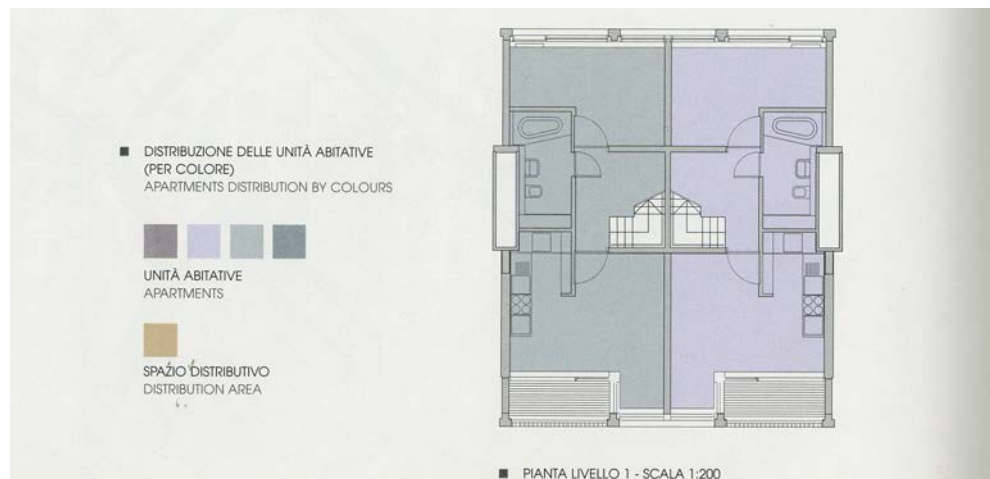 DISTRIBUZIONE DELLE UNITÀ ABITATIVE
(PER COLORE)
APARTMENTS DISTRIBUTION BY COLOURS
UNITÀ ABITATIVE
APARTMENTS
SPAZIO DISTRIBUTIVO
DISTRIBUTION AREA
PIANTA LIVELLO 1 - SCALA 1:200